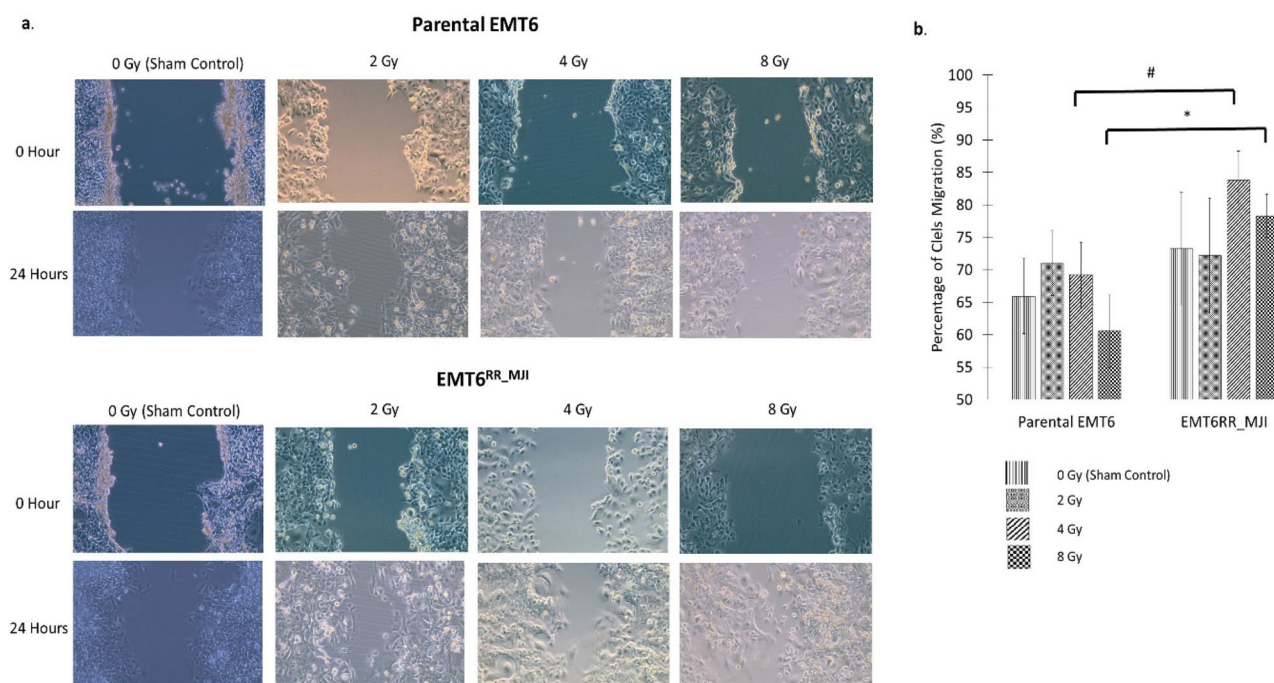 a.
Parental EMT6
0 Gy (Sham Control)
2 Gy
4 Gy
8 Gy
0 Hour
24 Hours
EMT6RR_MJI
0 Gy (Sham Control)
2 Gy
4 Gy
8 Gy
0 Hour
24 Hours
b.
Percentage of Clels Migration (%)
100
95
90
85
80
75
70
65
60
55
50
#
*
Parental EMT6
EMT6RR_MJI
0 Gy (Sham Control)
2 Gy
4 Gy
8 Gy